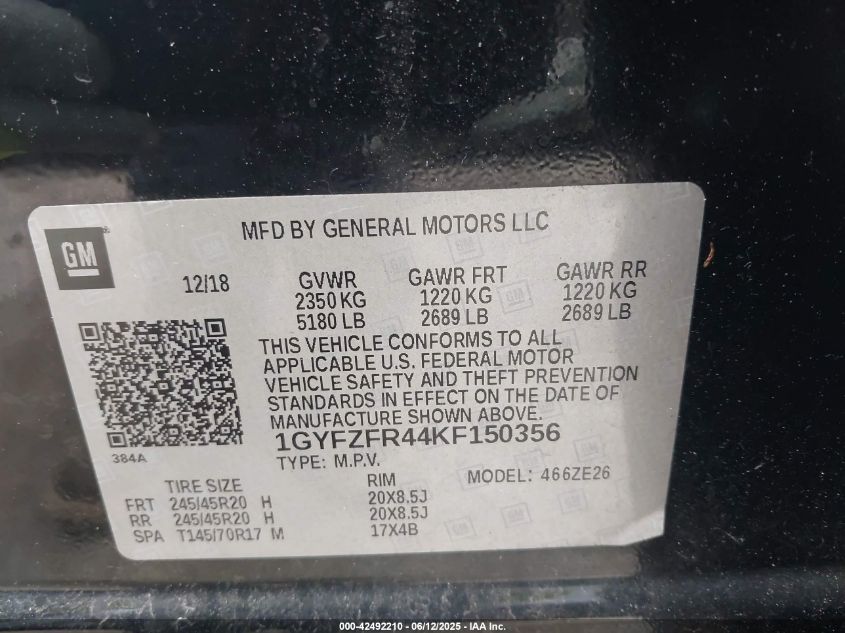 MFD BY GENERAL MOTORS LLC
GM
®
12/18
GVWR
2350 KG
5180 LB
GAWR FRT
1220 KG
2689 LB
GAWR RR
1220 KG
2689 LB
THIS VEHICLE CONFORMS TO ALL
APPLICABLE U.S. FEDERAL MOTOR
VEHICLE SAFETY AND THEFT PREVENTION
STANDARDS IN EFFECT ON THE DATE OF
MANUFACTURE SHOWN ABOVE.
384A
1GYFZFR44KF150356
TYPE: M.P.V.
MODEL: 466ZE26
TIRE SIZE
RIM
FRT 245/45R20 H 20X8.5J
RR 245/45R20 H 20X8.5J
SPA T145/70R17 M 17X4B
000-42492210 - 06/12/2025 - IAA Inc.